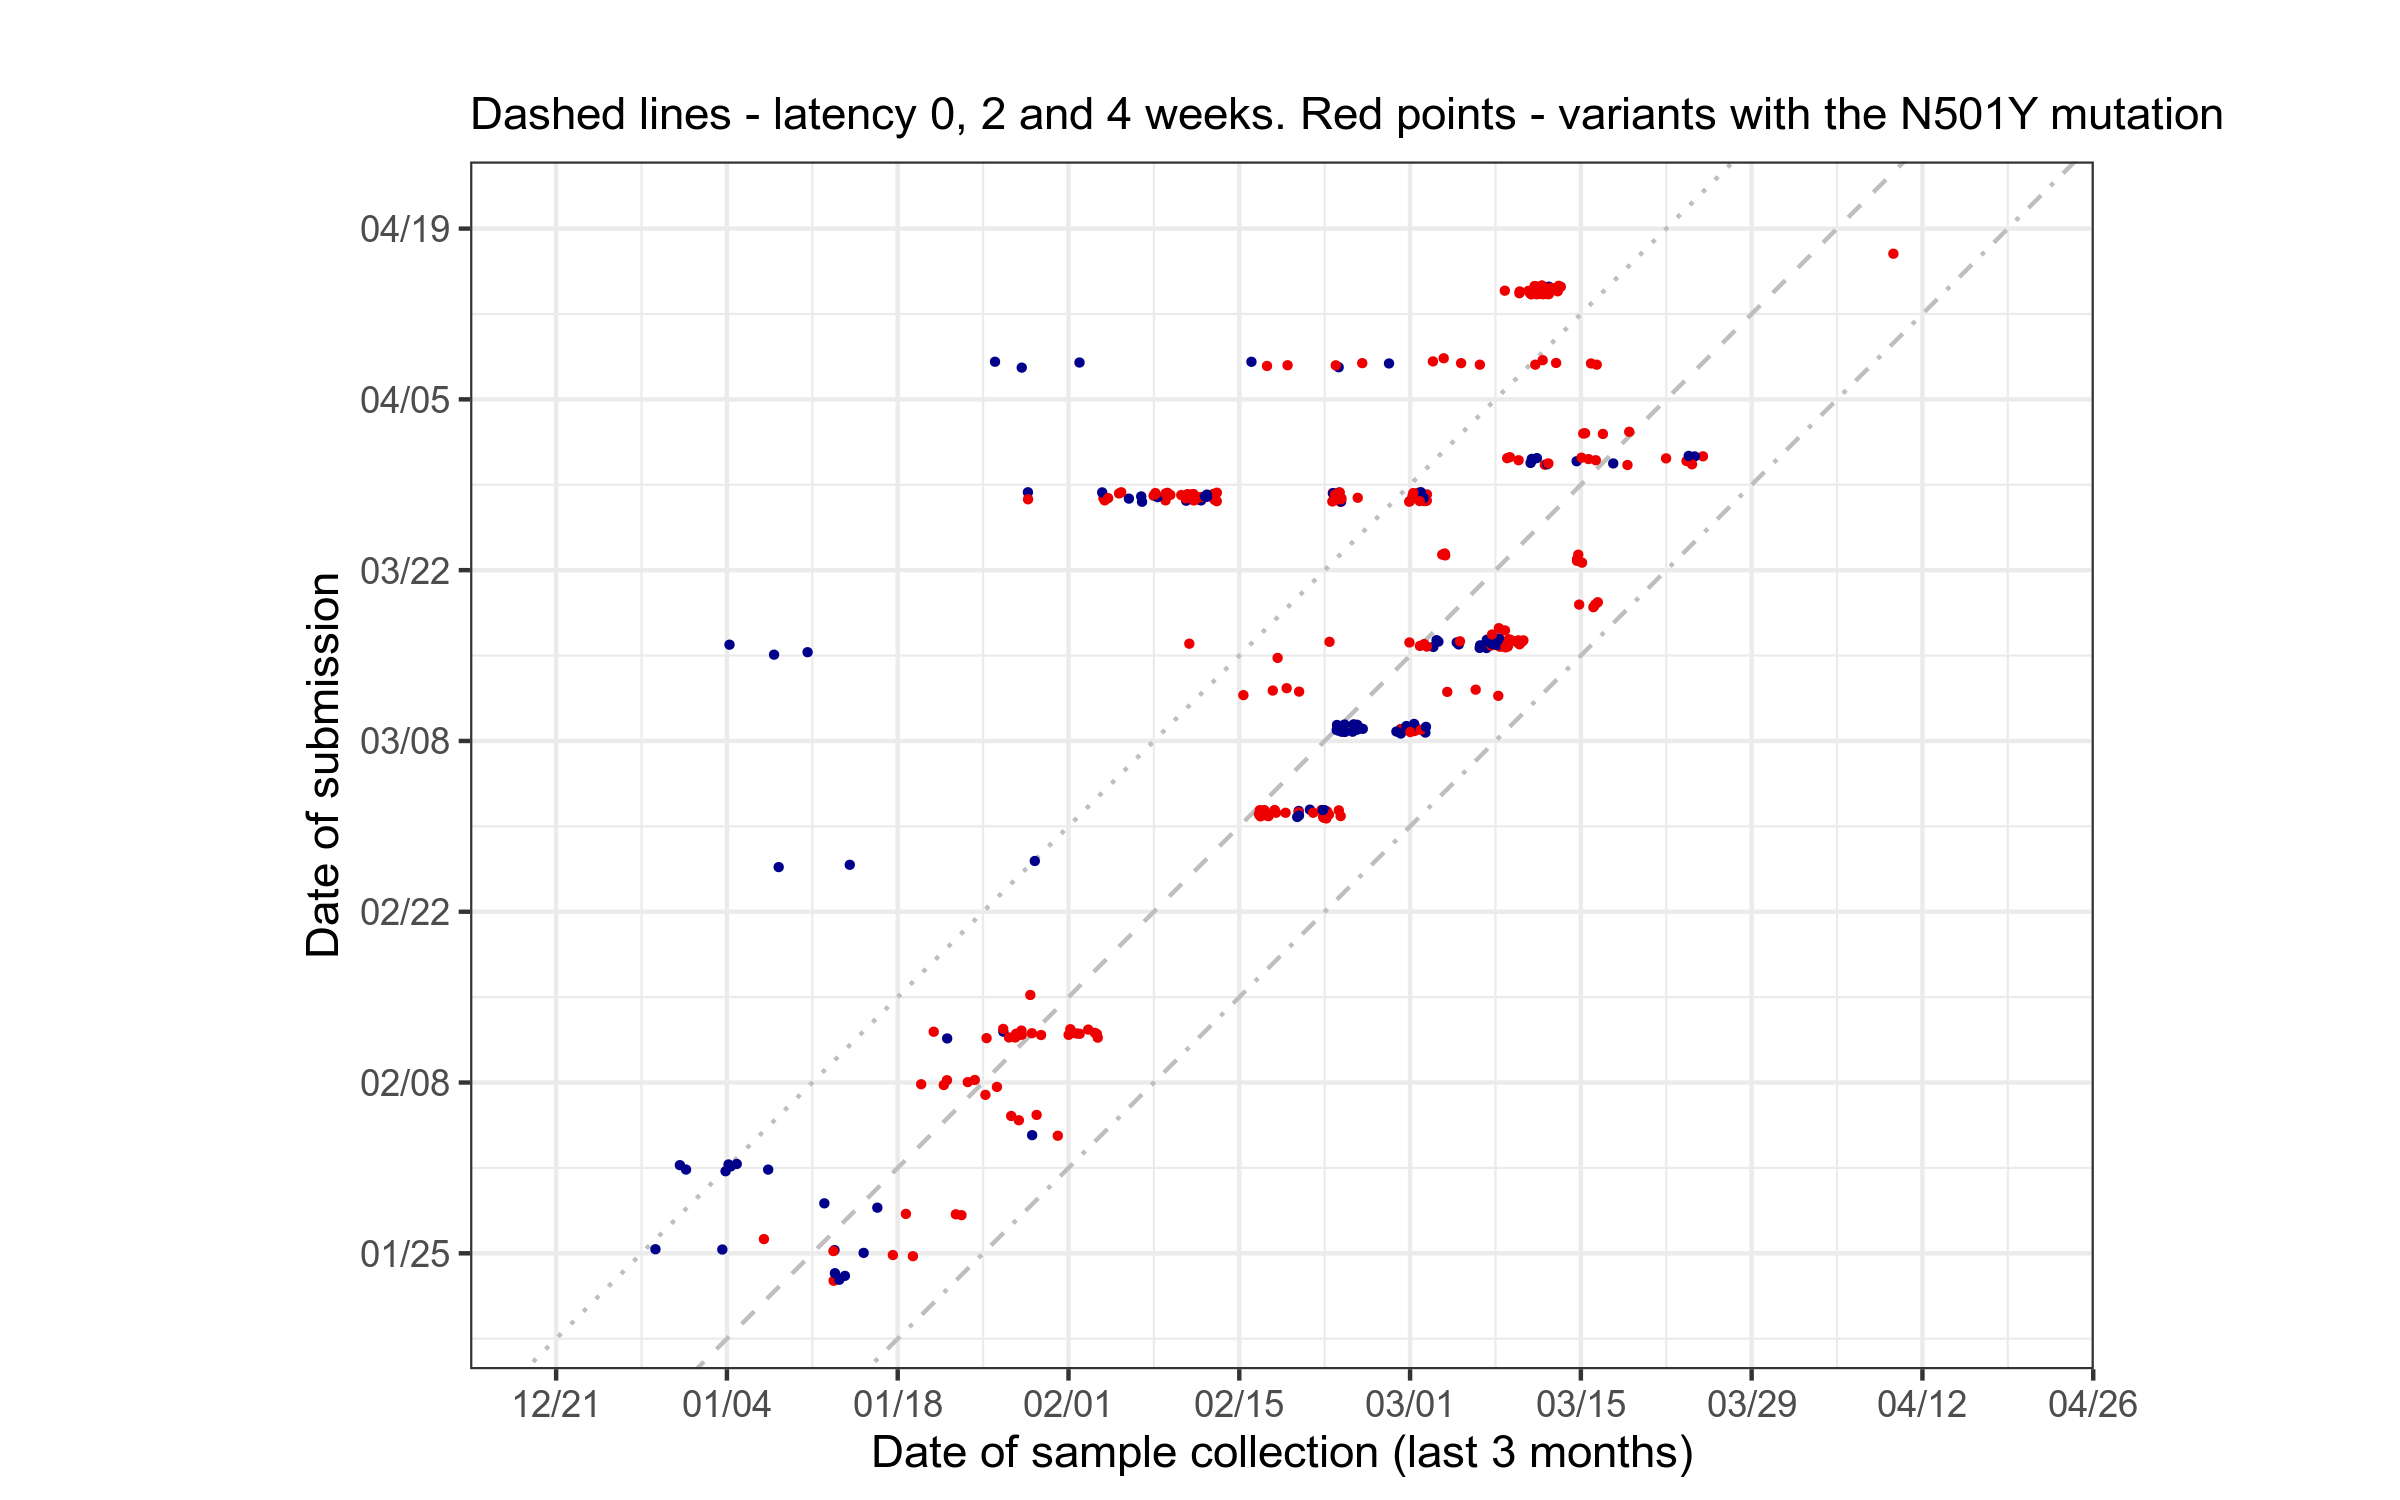 Dashed lines - latency 0, 2 and 4 weeks. Red points - variants with the N501Y mutation
Date of submission
04/19
04/05
03/22
03/08
02/22
02/08
01/25
12/21 01/04 01/18 02/01 02/15 03/01 03/15 03/29 04/12 04/26
Date of sample collection (last 3 months)